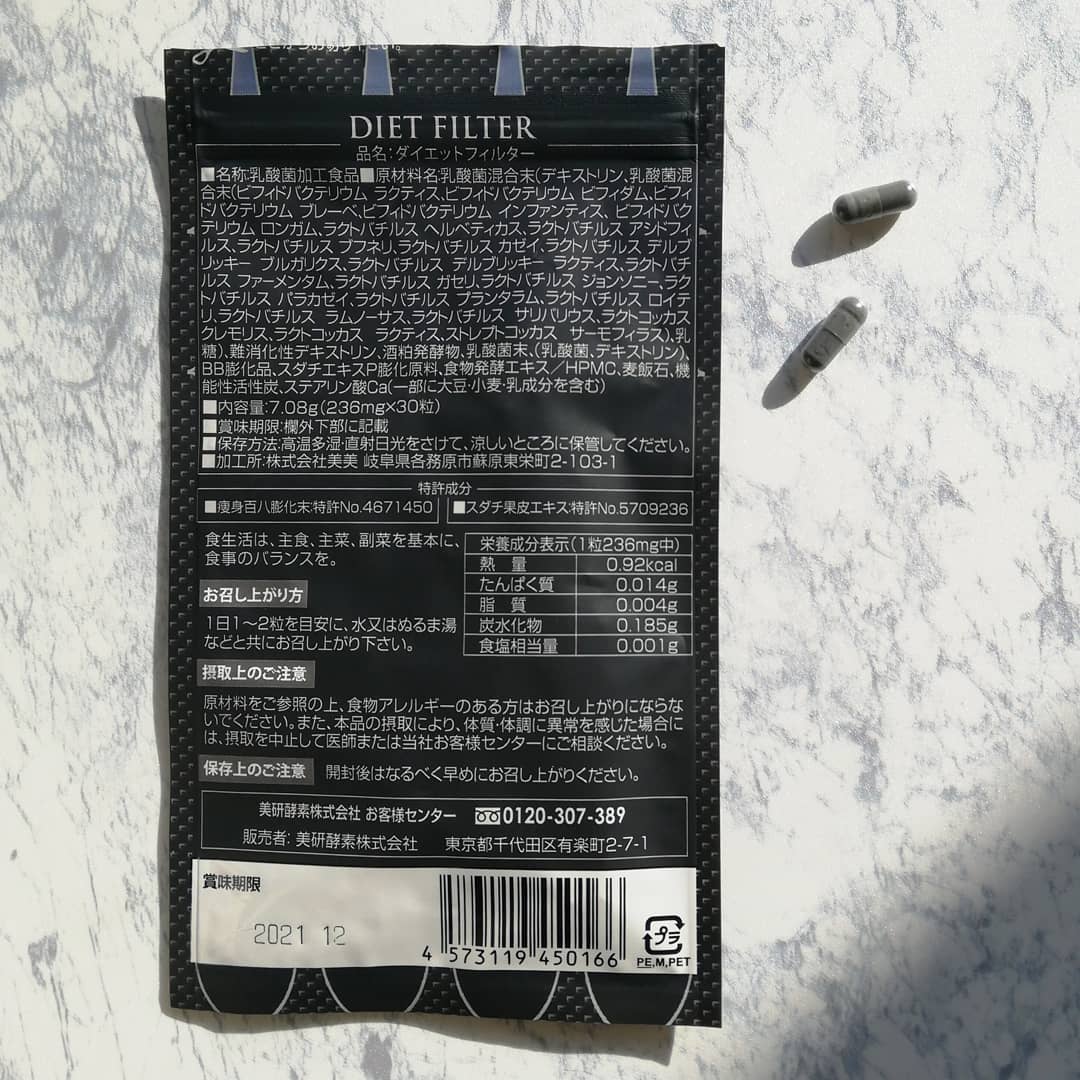 DIET FILTER
品名:ダイエットフィルター
■名称:乳酸菌加工食品■原材料名:乳酸菌混合末(デキストリン、乳酸菌混
合末(ビフィドバクテリウム ラクティス、ビフィドバクテリウム ビフィダム、ビフィ
ドバクテリウム ブレーベ、ビフィドバクテリウム インファンティス、ビフィドバク
テリウム ロンガム、ラクトバチルス ヘルベティカス、ラクトバチルス アシドフィ
ルス、ラクトバチルス ブフネリ、ラクトバチルス カゼイ、ラクトバチルス デルブ
リッキー ブルガリクス、ラクトバチルス デルブリッキー ラクティス、ラクトバチ
ルス ファーメンタム、ラクトバチルス ガセリ、ラクトバチルス ジョンソニー、ラク
トバチルス パラカゼイ、ラクトバチルス プランタラム、ラクトバチルス ロイテ
リ、ラクトバチルス ラムノーサス、ラクトバチルス サリバリウス、ラクトコッカス
クレモリス、ラクトコッカス ラクティス、ストレプトコッカス サーモフィラス)、乳
糖)、難消化性デキストリン、酒粕発酵物、乳酸菌末、(乳酸菌、デキストリン)、
BB膨化品、スダチエキスP膨化原料、食物発酵エキス/HPMC、麦飯石、機
能性活性炭、ステアリン酸Ca(一部に大豆・小麦・乳成分を含む)
■内容量:7.08g(236mg×30粒)
■賞味期限:欄外下部に記載
■保存方法:高温多湿・直射日光をさけて、涼しいところに保管してください。
■加工所:株式会社美美 岐阜県各務原市蘇原東栄町2-103-1
特許成分
■痩身百八膨化末:特許No.4671450
■スダチ果皮エキス:特許No.5709236
食生活は、主食、主菜、副菜を基本に、
食事のバランスを。
お召し上がり方
1日1～2粒を目安に、水又はぬるま湯
などと共にお召し上がり下さい。
栄養成分表示(1粒236mg中)
熱 量 0.92kcal
たんぱく質 0.014g
脂 質 0.004g
炭水化物 0.185g
食塩相当量 0.001g
摂取上のご注意
原材料をご参照の上、食物アレルギーのある方はお召し上がりにならな
いでください。また、本品の摂取により、体質・体調に異常を感じた場合に
は、摂取を中止して医師または当社お客様センターにご相談ください。
保存上のご注意 開封後はなるべく早めにお召し上がりください。
美研酵素株式会社 お客様センター 0120-307-389
販売者: 美研酵素株式会社 東京都千代田区有楽町2-7-1
賞味期限
2021 12
4 573119 450166
プラ
PE,M,PET